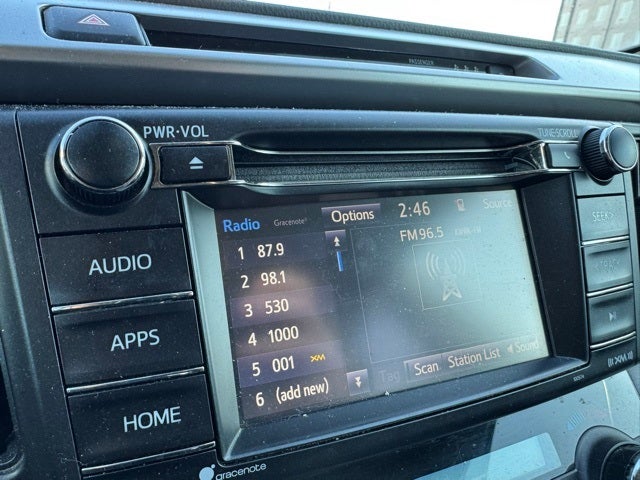 PASSENGER
PWR·VOL
TUNE·SCROLL
AUDIO
APPS
HOME
SEEK
Radio Gracenote Options 2:46 Source
FM96.5
1 87.9
2 98.1
3 530
4 1000
5 001 XM
6 (add new)
Tag Scan Station List Sound
XM
gracenote